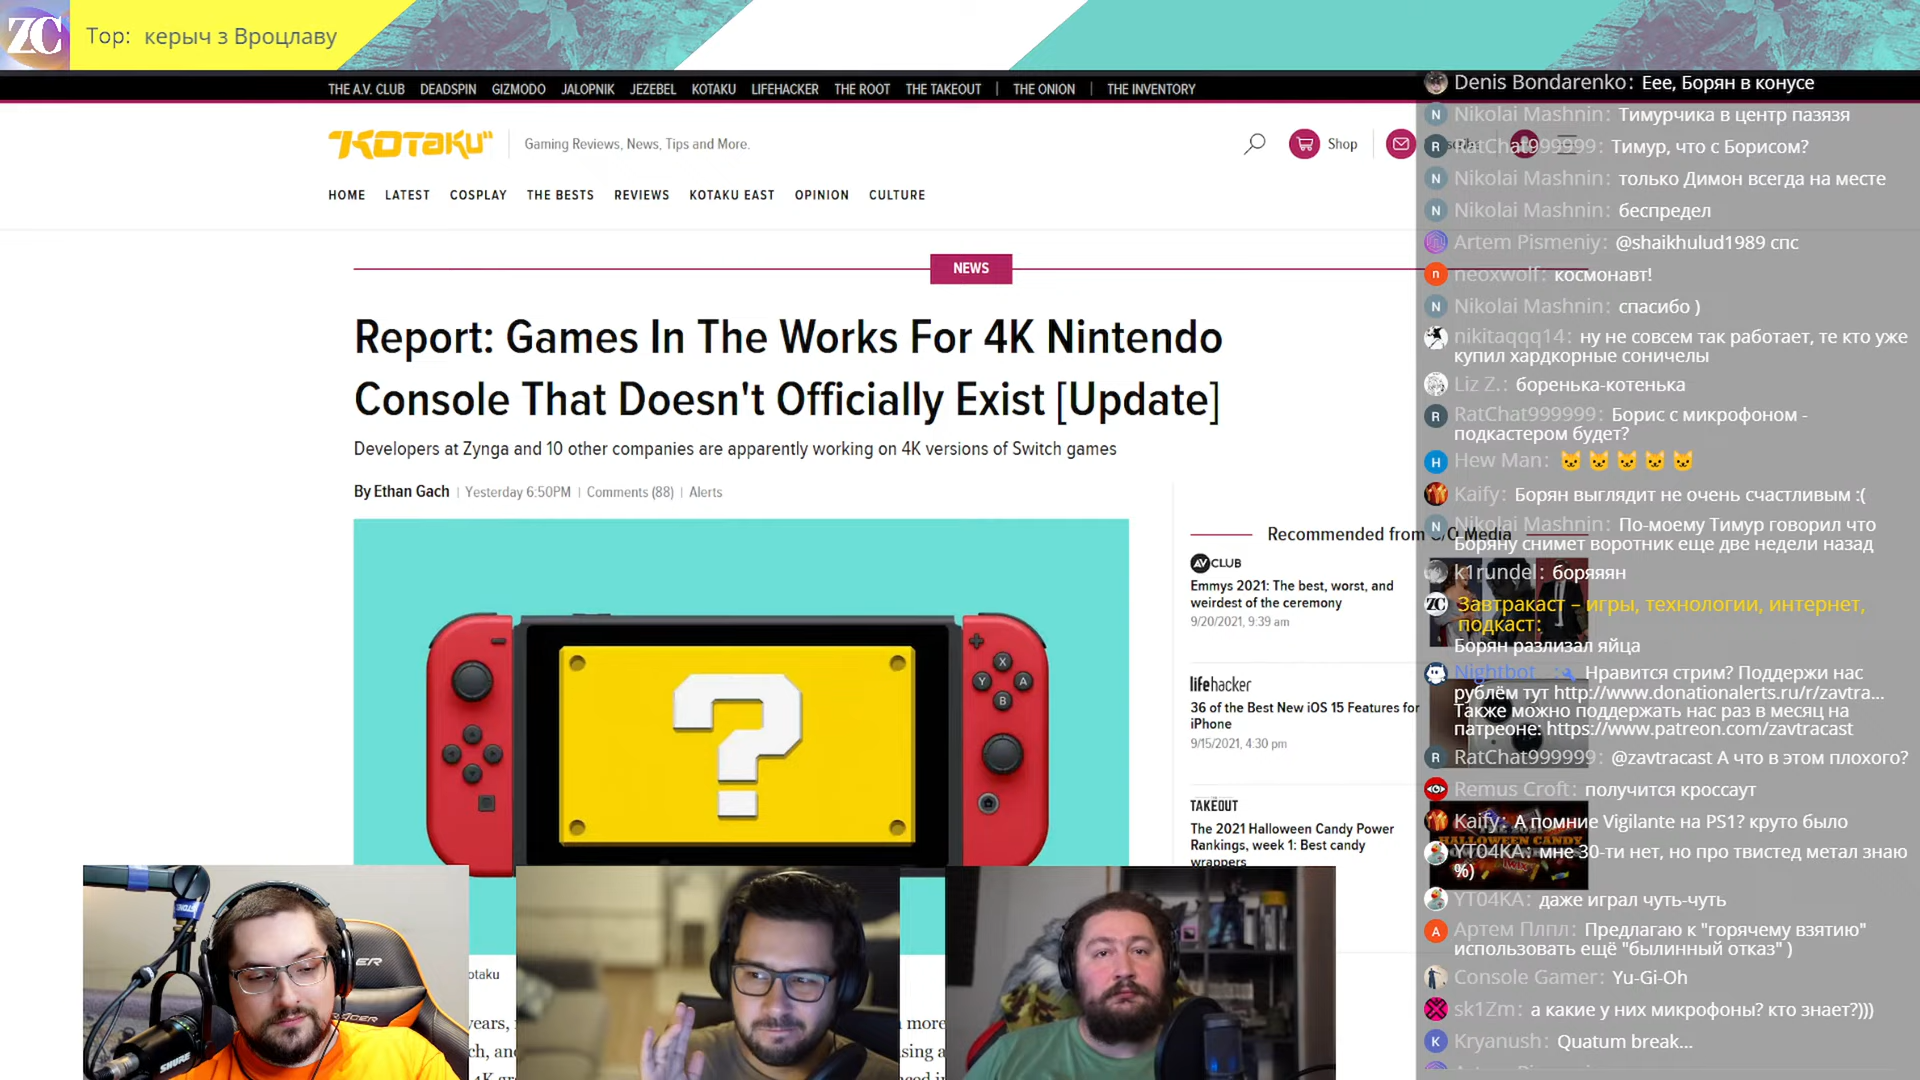 ZC Top: керыч з Вроцлаву
THE A.V. CLUB DEADSPIN GIZMODO JALOPNIK JEZEBEL KOTAKU LIFEHACKER THE ROOT THE TAKEOUT | THE ONION | THE INVENTORY
KOTAKU Gaming Reviews, News, Tips and More.
Shop
HOME LATEST COSPLAY THE BESTS REVIEWS KOTAKU EAST OPINION CULTURE
NEWS
Report: Games In The Works For 4K Nintendo
Console That Doesn't Officially Exist [Update]
Developers at Zynga and 10 other companies are apparently working on 4K versions of Switch games
By Ethan Gach | Yesterday 6:50PM | Comments (88) | Alerts
?
X
Y A
B
Recommended from G/O Media
AV CLUB
Emmys 2021: The best, worst, and
weirdest of the ceremony
9/20/2021, 9:39 am
lifehacker
36 of the Best New iOS 15 Features for
iPhone
9/15/2021, 4:30 pm
TAKEOUT
The 2021 Halloween Candy Power
Rankings, week 1: Best candy
wrappers
otaku
SHURE
Denis Bondarenko: Еее, Борян в конусе
N Nikolai Mashnin: Тимурчика в центр пазязя
R RatChat999999: Тимур, что с Борисом?
N Nikolai Mashnin: только Димон всегда на месте
N Nikolai Mashnin: беспредел
Artem Pismeniy: @shaikhulud1989 спс
n neoxwolf: космонавт!
N Nikolai Mashnin: спасибо )
nikitaqqq14: ну не совсем так работает, те кто уже
купил хардкорные соничелы
Liz Z.: боренька-котенька
R RatChat999999: Борис с микрофоном -
подкастером будет?
H Hew Man: 🐱 🐱 🐱 🐱 🐱
Kaify: Борян выглядит не очень счастливым :(
N Nikolai Mashnin: По-моему Тимур говорил что
Боряну снимет воротник еще две недели назад
k1rundel: боряяян
ZC Завтракаст – игры, технологии, интернет,
подкаст:
Борян разлизал яйца
Nightbot : Нравится стрим? Поддержи нас
рублём тут http://www.donationalerts.ru/r/zavtra...
Также можно поддержать нас раз в месяц на
патреоне: https://www.patreon.com/zavtracast
R RatChat999999: @zavtracast А что в этом плохого?
Remus Croft: получится кроссаут
Kaify: А помние Vigilante на PS1? круто было
HALLOWEEN CANDY
YT04KA: мне 30-ти нет, но про твистед метал знаю
%)
YT04KA: даже играл чуть-чуть
А Артем Плпл: Предлагаю к "горячему взятию"
использовать ещё "былинный отказ" )
Console Gamer: Yu-Gi-Oh
sk1Zm: а какие у них микрофоны? кто знает?)))
K Kryanush: Quatum break...